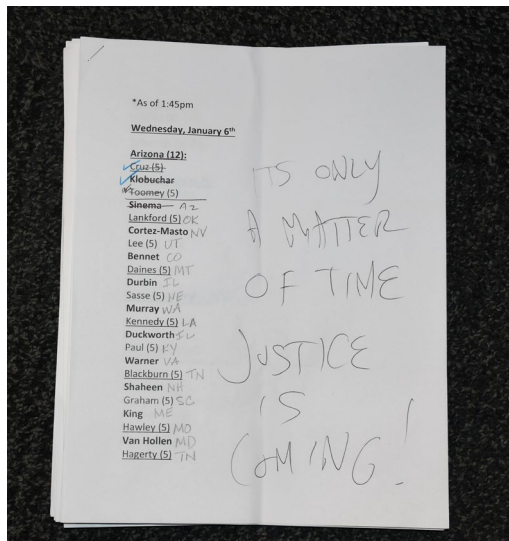 *As of 1:45pm
Wednesday, January 6th
Arizona (12):
Cruz (5)
Klobuchar
*Toomey (5)
Sinema AZ
Lankford (5) OK
Cortez-Masto NV
Lee (5) UT
Bennet CO
Daines (5) MT
Durbin IL
Sasse (5) NE
Murray WA
Kennedy (5) LA
Duckworth IL
Paul (5) KY
Warner VA
Blackburn (5) TN
Shaheen NH
Graham (5) SC
King ME
Hawley (5) MO
Van Hollen MD
Hagerty (5) TN
ITS ONLY
A MATTER
OF TIME
JUSTICE
IS
COMING!